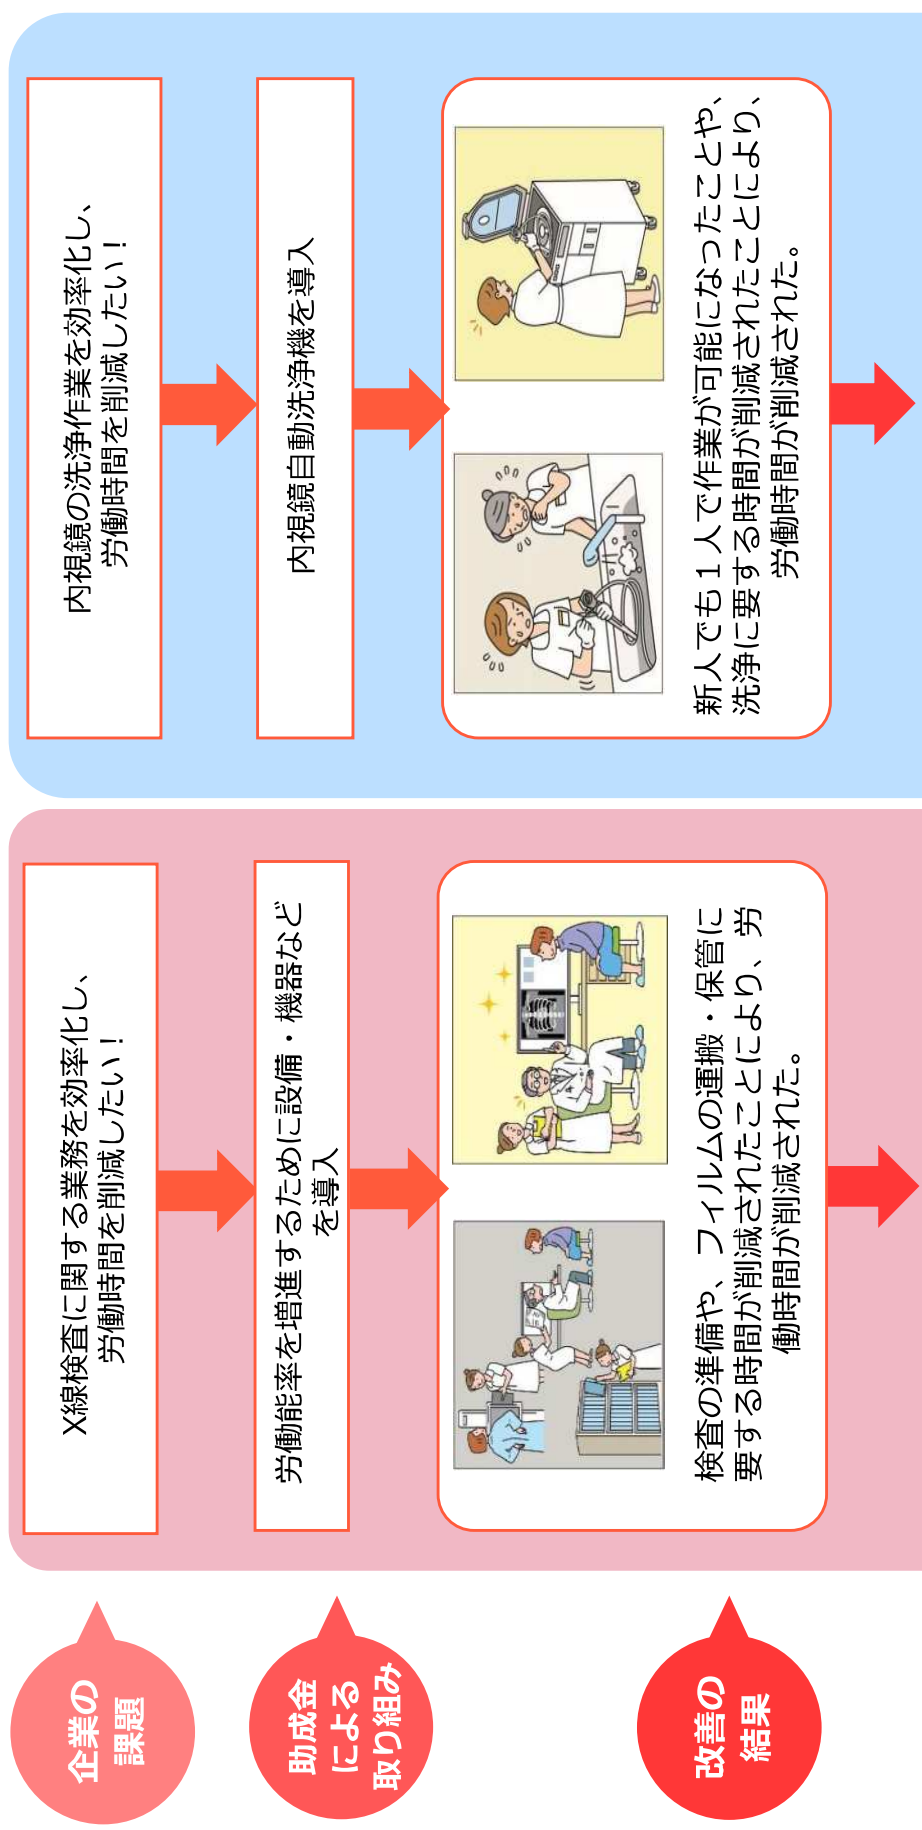 企業の
課題
X線検査に関する業務を効率化し、
労働時間を削減したい！
内視鏡の洗浄作業を効率化し、
労働時間を削減したい！
助成金
による
取り組み
労働能率を増進するために設備・機器など
を導入
内視鏡自動洗浄機を導入
改善の
結果
検査の準備や、フィルムの運搬・保管に
要する時間が削減されたことにより、労
働時間が削減された。
新人でも１人で作業が可能になったことや、
洗浄に要する時間が削減されたことにより、
労働時間が削減された。